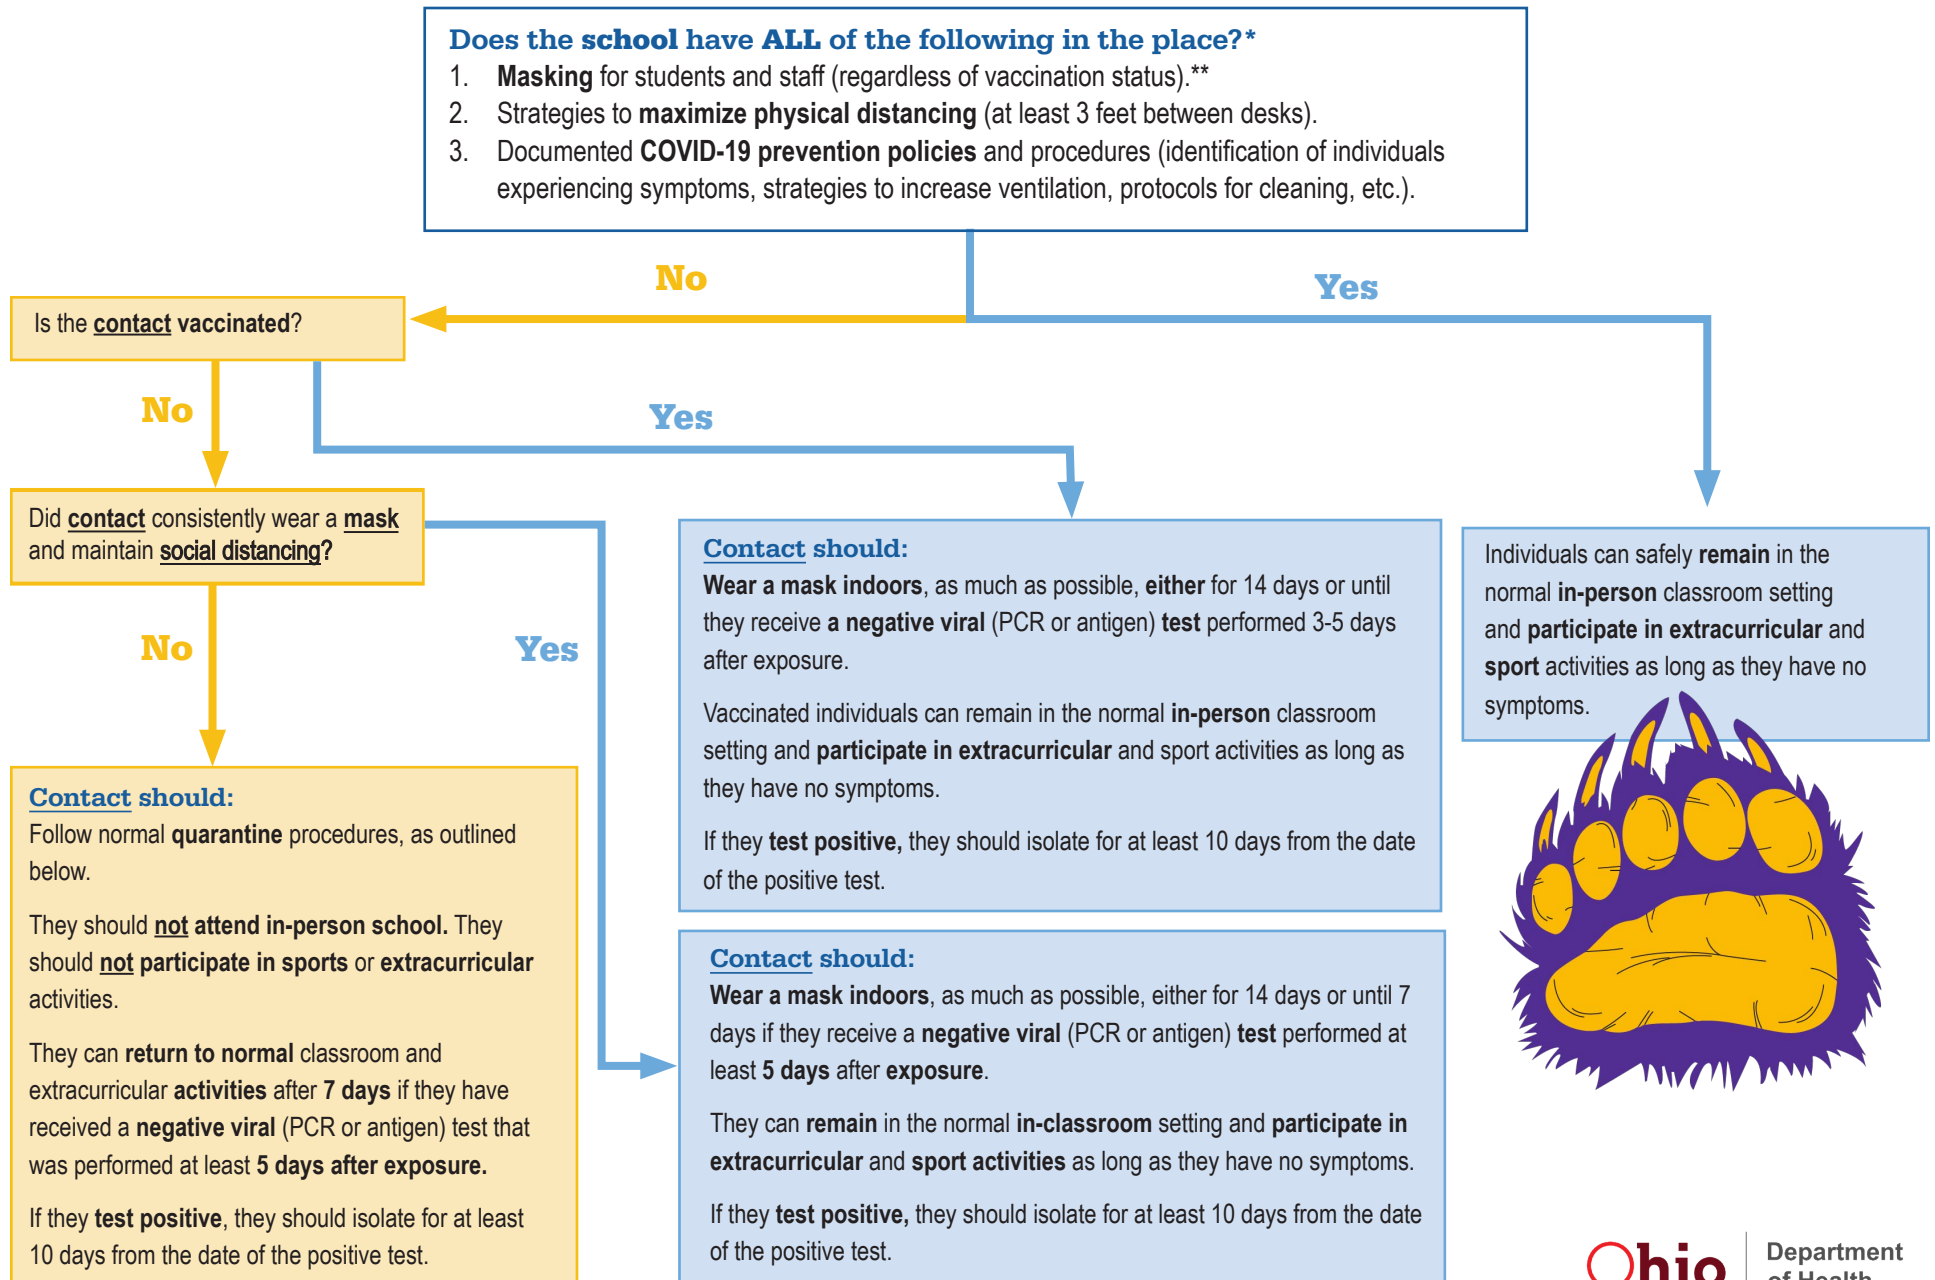 Does the school have ALL of the following in the place?*
1. Masking for students and staff (regardless of vaccination status).**
2. Strategies to maximize physical distancing (at least 3 feet between desks).
3. Documented COVID-19 prevention policies and procedures (identification of individuals
experiencing symptoms, strategies to increase ventilation, protocols for cleaning, etc.).
No
Yes
Is the contact vaccinated?
No
Yes
Did contact consistently wear a mask
and maintain social distancing?
No
Yes
Contact should:
Wear a mask indoors, as much as possible, either for 14 days or until
they receive a negative viral (PCR or antigen) test performed 3-5 days
after exposure.
Vaccinated individuals can remain in the normal in-person classroom
setting and participate in extracurricular and sport activities as long as
they have no symptoms.
If they test positive, they should isolate for at least 10 days from the date
of the positive test.
Individuals can safely remain in the
normal in-person classroom setting
and participate in extracurricular and
sport activities as long as they have no
symptoms.
Contact should:
Follow normal quarantine procedures, as outlined
below.
They should not attend in-person school. They
should not participate in sports or extracurricular
activities.
They can return to normal classroom and
extracurricular activities after 7 days if they have
received a negative viral (PCR or antigen) test that
was performed at least 5 days after exposure.
If they test positive, they should isolate for at least
10 days from the date of the positive test.
Contact should:
Wear a mask indoors, as much as possible, either for 14 days or until 7
days if they receive a negative viral (PCR or antigen) test performed at
least 5 days after exposure.
They can remain in the normal in-classroom setting and participate in
extracurricular and sport activities as long as they have no symptoms.
If they test positive, they should isolate for at least 10 days from the date
of the positive test.
Ohio
Department
of Health